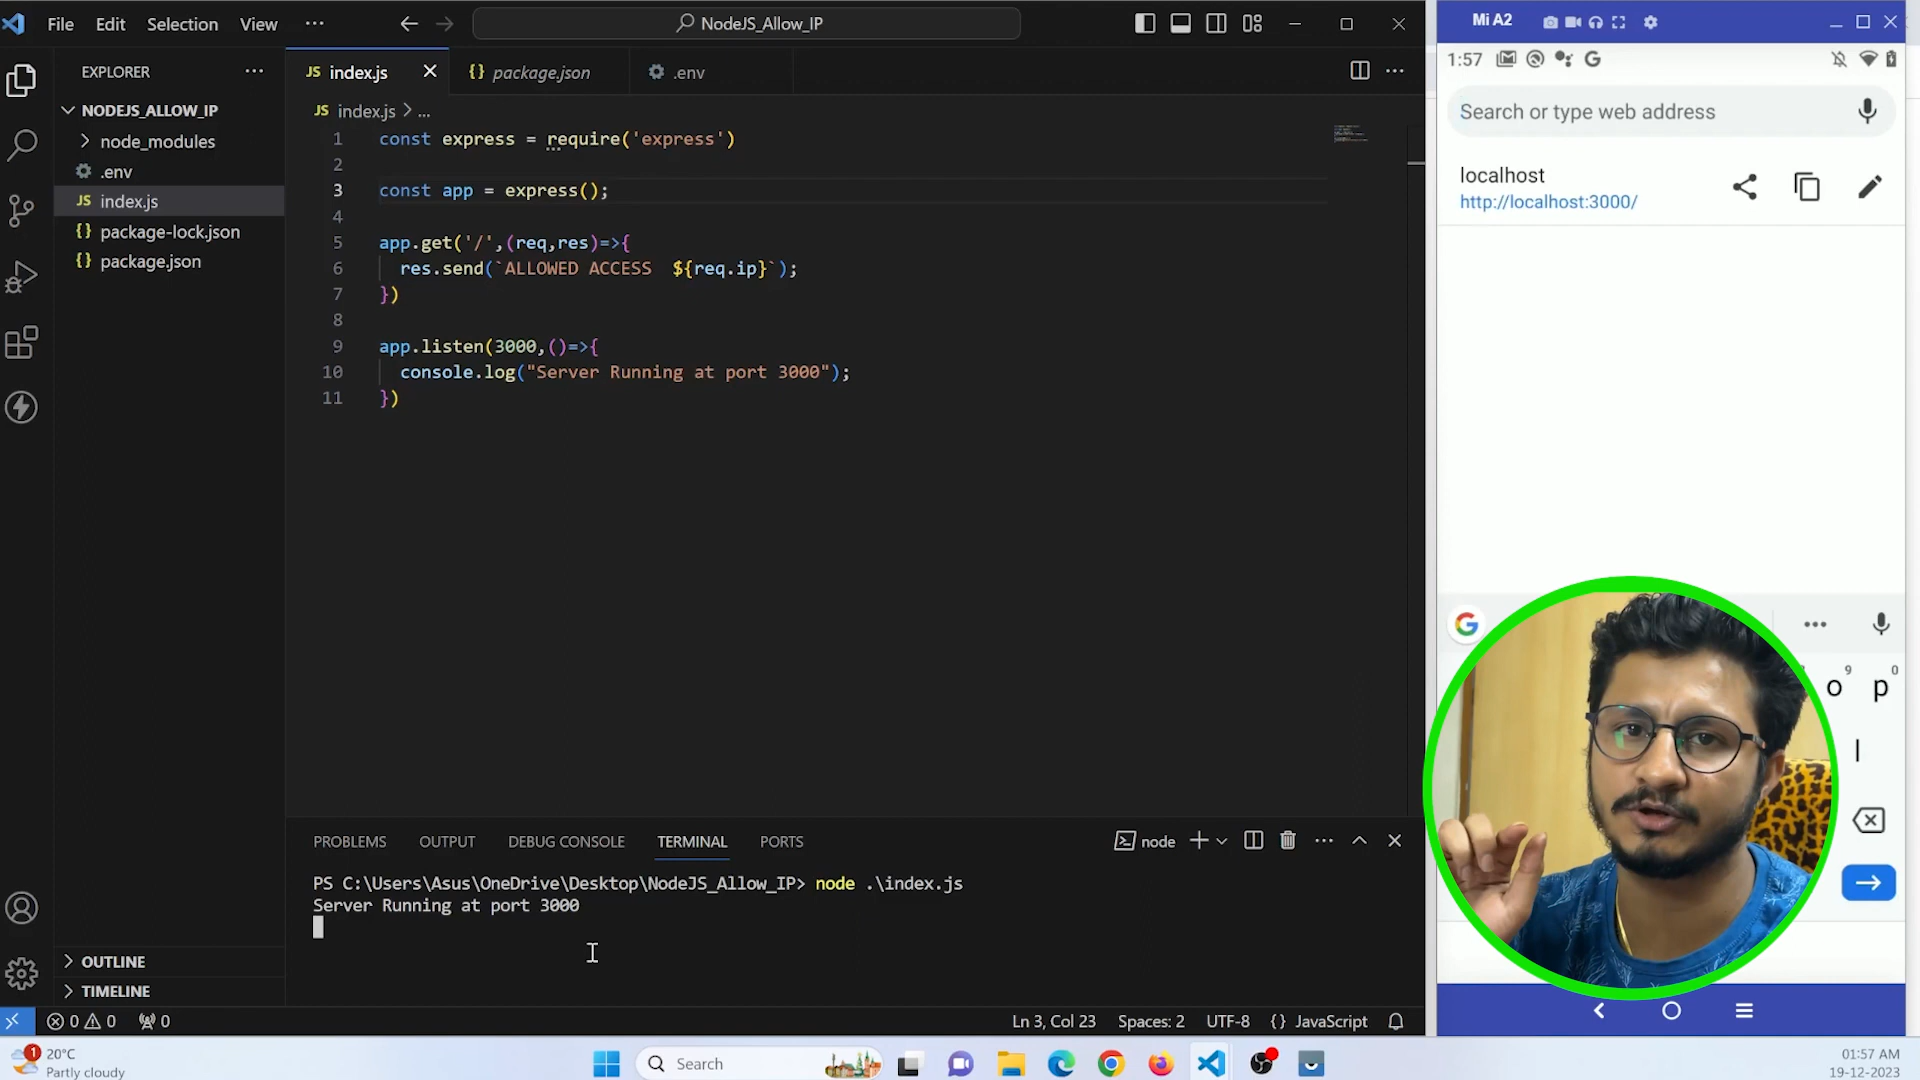 File Edit Selection View ...
NodeJS_Allow_IP
EXPLORER
NODEJS_ALLOW_IP
node_modules
.env
JS index.js
{} package-lock.json
{} package.json
OUTLINE
TIMELINE
JS index.js
{} package.json
.env
JS index.js > ...
1 const express = require('express')
2
3 const app = express();
4
5 app.get('/',(req,res)=>{
6 res.send(`ALLOWED ACCESS  ${req.ip}`);
7 })
8
9 app.listen(3000,()=>{
10 console.log("Server Running at port 3000");
11 })
PROBLEMS OUTPUT DEBUG CONSOLE TERMINAL PORTS
node
PS C:\Users\Asus\OneDrive\Desktop\NodeJS_Allow_IP> node .\index.js
Server Running at port 3000
0 0 0
Ln 3, Col 23 Spaces: 2 UTF-8 {} JavaScript
Mi A2
1:57
Search or type web address
localhost
http://localhost:3000/
9 0
o p
l
1
20°C
Partly cloudy
Search
01:57 AM
19-12-2023